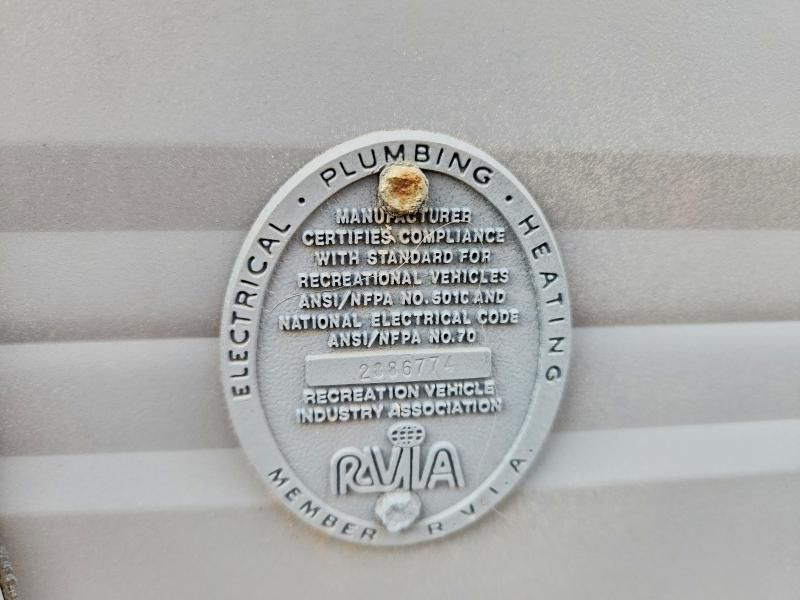 ELECTRICAL · PLUMBING · HEATING
MANUFACTURER
CERTIFIES COMPLIANCE
WITH STANDARD FOR
RECREATIONAL VEHICLES
ANSI/NFPA NO. 501C AND
NATIONAL ELECTRICAL CODE
ANSI/NFPA NO. 70
2386774
RECREATION VEHICLE
INDUSTRY ASSOCIATION
RVIA
MEMBER R.V.I.A.